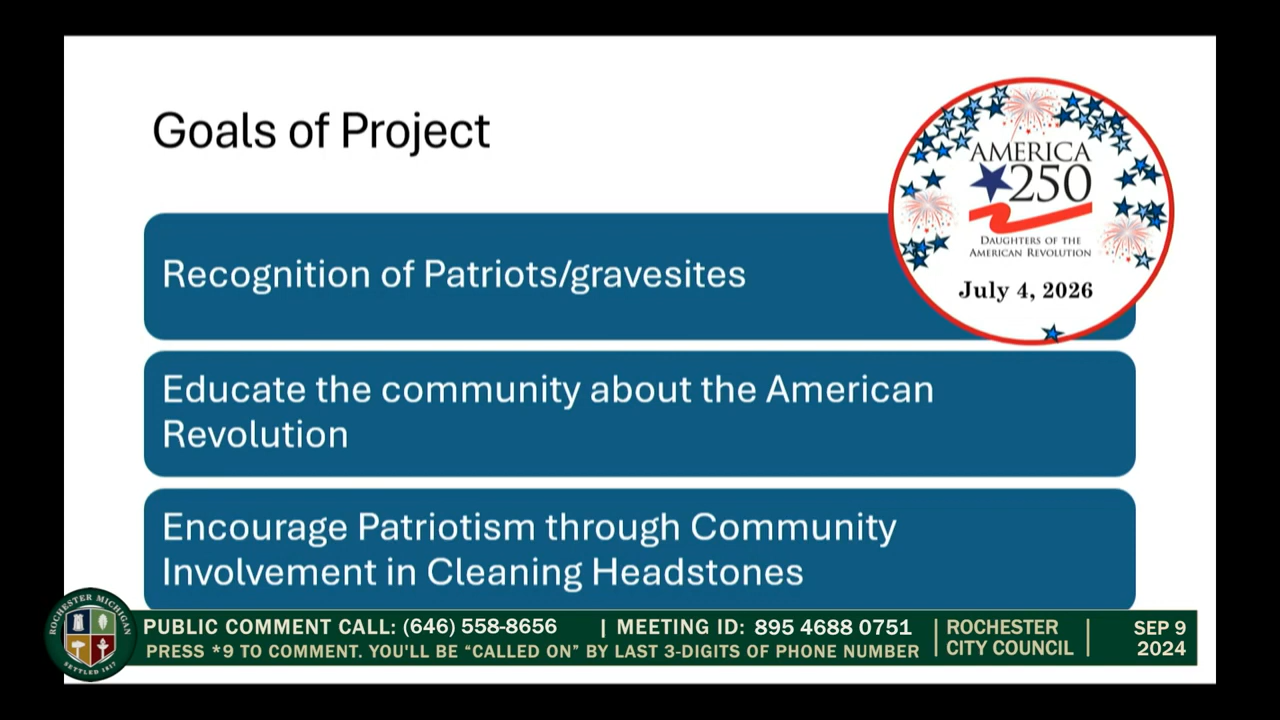 Goals of Project
AMERICA
250
DAUGHTERS OF THE
AMERICAN REVOLUTION
July 4, 2026
Recognition of Patriots/gravesites
Educate the community about the American
Revolution
Encourage Patriotism through Community
Involvement in Cleaning Headstones
ROCHESTER MICHIGAN
SETTLED 1817
PUBLIC COMMENT CALL: (646) 558-8656 | MEETING ID: 895 4688 0751
PRESS *9 TO COMMENT. YOU'LL BE “CALLED ON” BY LAST 3-DIGITS OF PHONE NUMBER
ROCHESTER
CITY COUNCIL
SEP 9
2024